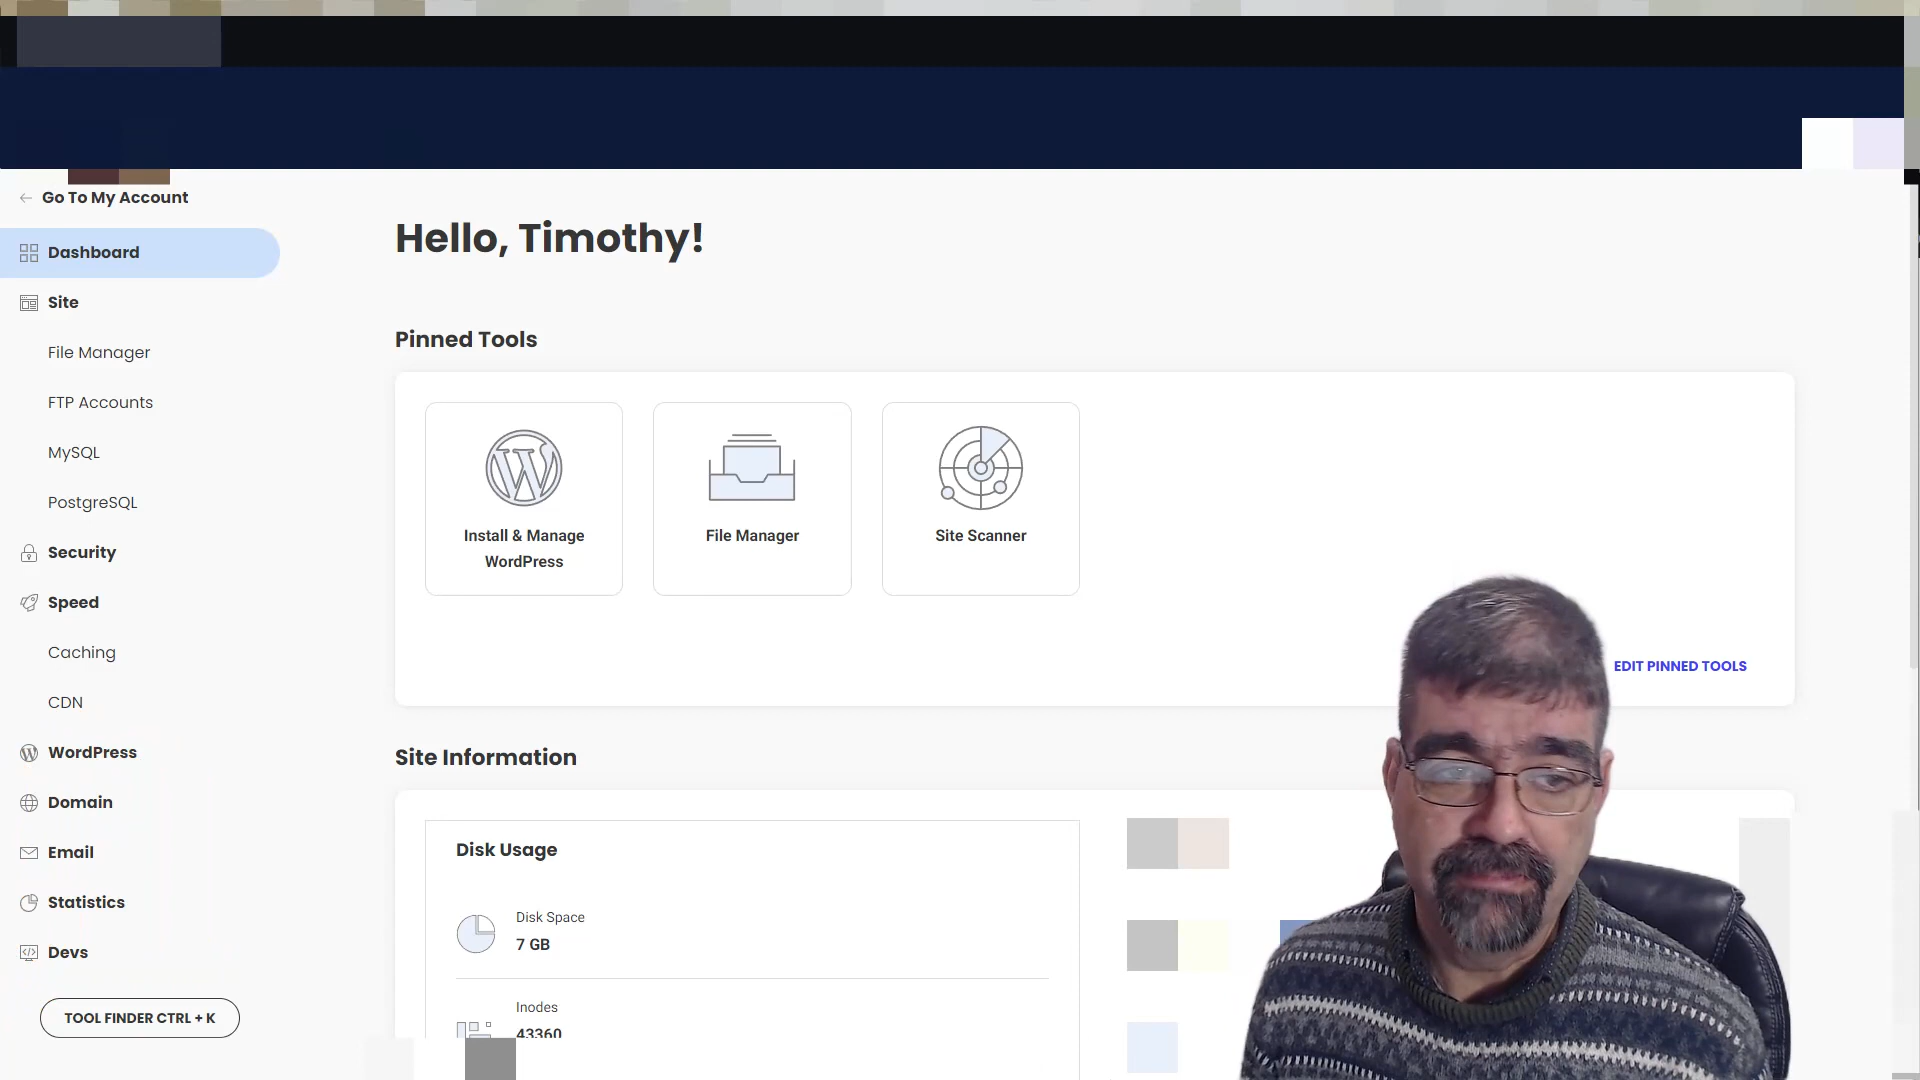 Go To My Account
Dashboard
Site
File Manager
FTP Accounts
MySQL
PostgreSQL
Security
Speed
Caching
CDN
WordPress
Domain
Email
Statistics
Devs
TOOL FINDER CTRL + K
Hello, Timothy!
Pinned Tools
Install & Manage
WordPress
File Manager
Site Scanner
EDIT PINNED TOOLS
Site Information
Disk Usage
Disk Space
7 GB
Inodes
43360